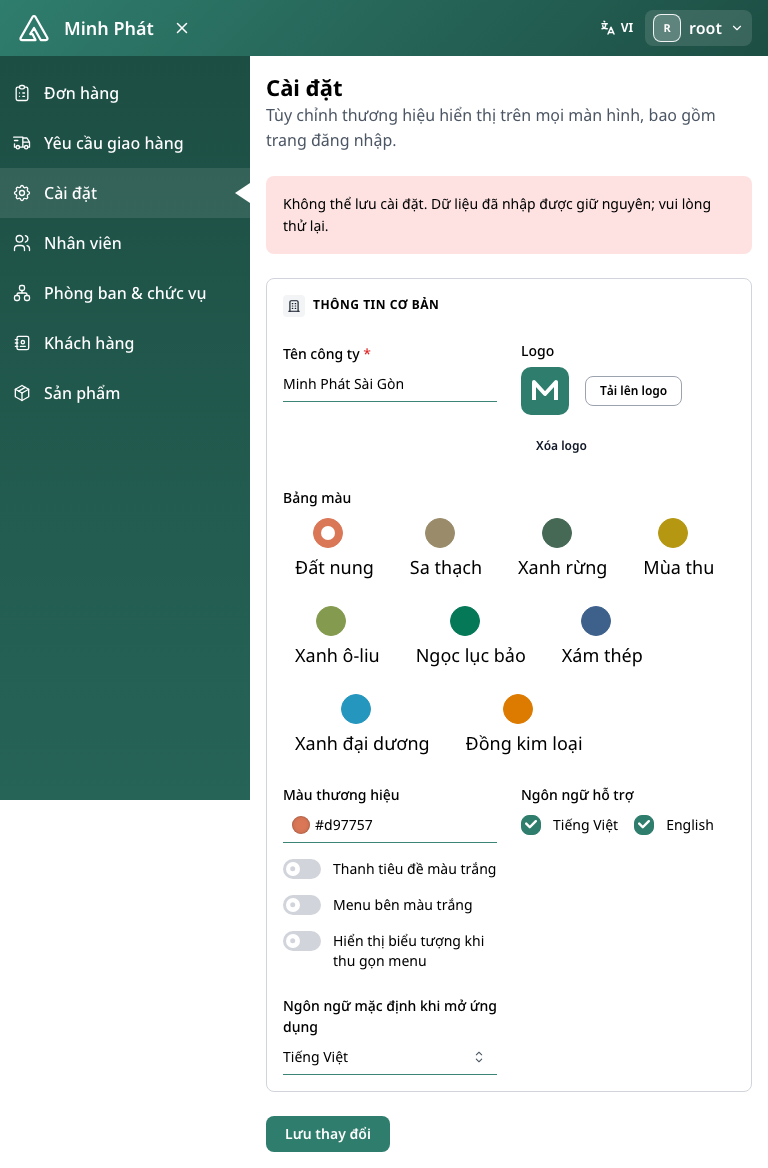 Minh Phát
VI
R
root
Đơn hàng
Yêu cầu giao hàng
Cài đặt
Nhân viên
Phòng ban & chức vụ
Khách hàng
Sản phẩm
Cài đặt
Tùy chỉnh thương hiệu hiển thị trên mọi màn hình, bao gồm
trang đăng nhập.
Không thể lưu cài đặt. Dữ liệu đã nhập được giữ nguyên; vui lòng
thử lại.
THÔNG TIN CƠ BẢN
Tên công ty *
Minh Phát Sài Gòn
Logo
Tải lên logo
Xóa logo
Bảng màu
Đất nung
Sa thạch
Xanh rừng
Mùa thu
Xanh ô-liu
Ngọc lục bảo
Xám thép
Xanh đại dương
Đồng kim loại
Màu thương hiệu
#d97757
Ngôn ngữ hỗ trợ
Tiếng Việt
English
Thanh tiêu đề màu trắng
Menu bên màu trắng
Hiển thị biểu tượng khi
thu gọn menu
Ngôn ngữ mặc định khi mở ứng
dụng
Tiếng Việt
Lưu thay đổi